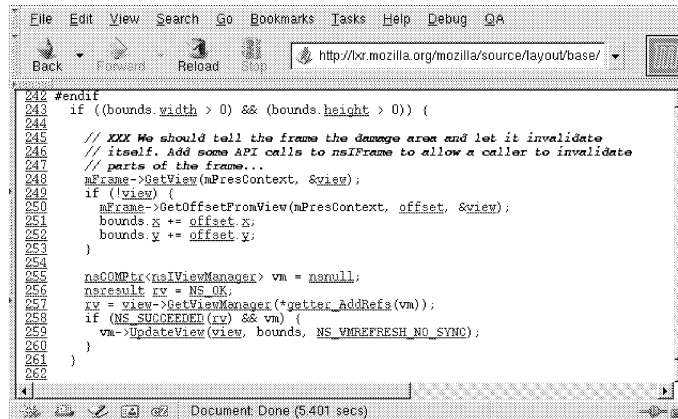 File Edit View Search Go Bookmarks Tasks Help Debug QA
Back Forward Reload Stop http://lxr.mozilla.org/mozilla/source/layout/base/
242 #endif
243 if ((bounds.width > 0) && (bounds.height > 0)) {
244
245 // XXX We should tell the frame the damage area and let it invalidate
246 // itself. Add some API calls to nsIFrame to allow a caller to invalidate
247 // parts of the frame...
248 mFrame->GetView(mPresContext, &view);
249 if (!view) {
250 mFrame->GetOffsetFromView(mPresContext, offset, &view);
251 bounds.x += offset.x;
252 bounds.y += offset.y;
253 }
254
255 nsCOMPtr<nsIViewManager> vm = nsnull;
256 nsresult rv = NS_OK;
257 rv = view->GetViewManager(*getter_AddRefs(vm));
258 if (NS_SUCCEEDED(rv) && vm) {
259 vm->UpdateView(view, bounds, NS_VMREFRESH_NO_SYNC);
260 }
261 }
262
Document: Done (5.401 secs)